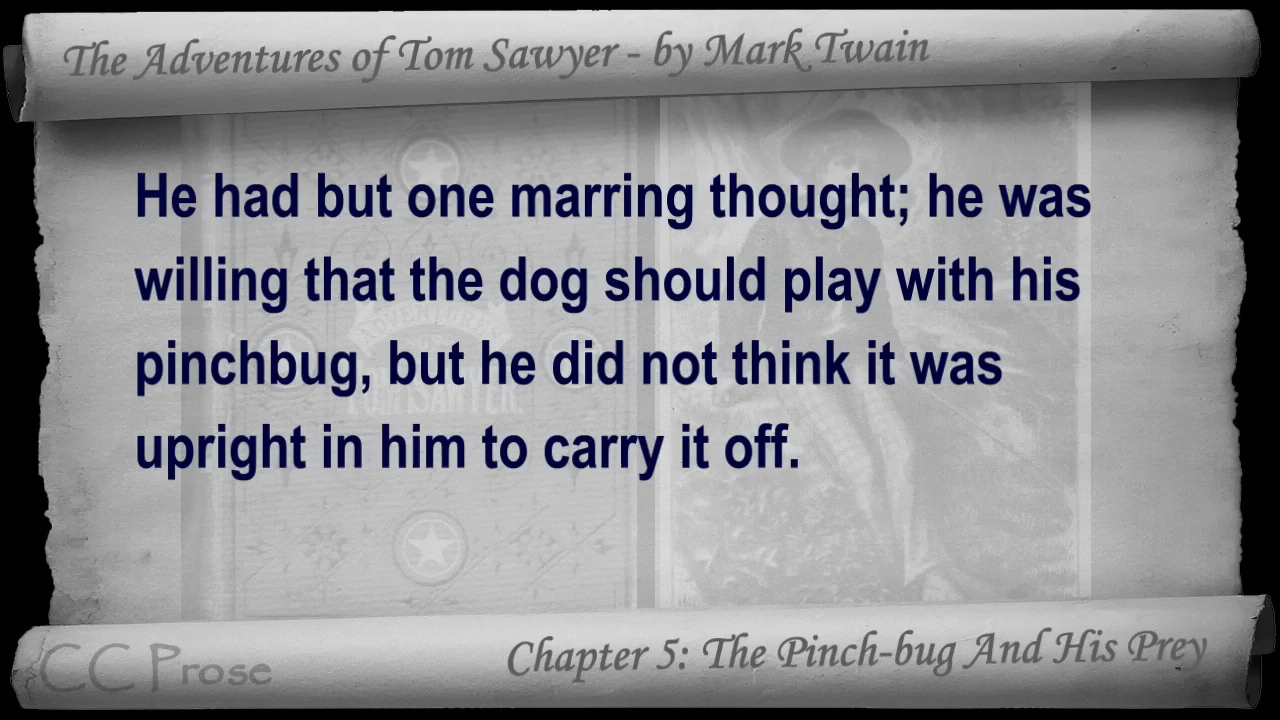 The Adventures of Tom Sawyer - by Mark Twain
He had but one marring thought; he was
willing that the dog should play with his
pinchbug, but he did not think it was
upright in him to carry it off.
CC Prose
Chapter 5: The Pinch-bug And His Prey